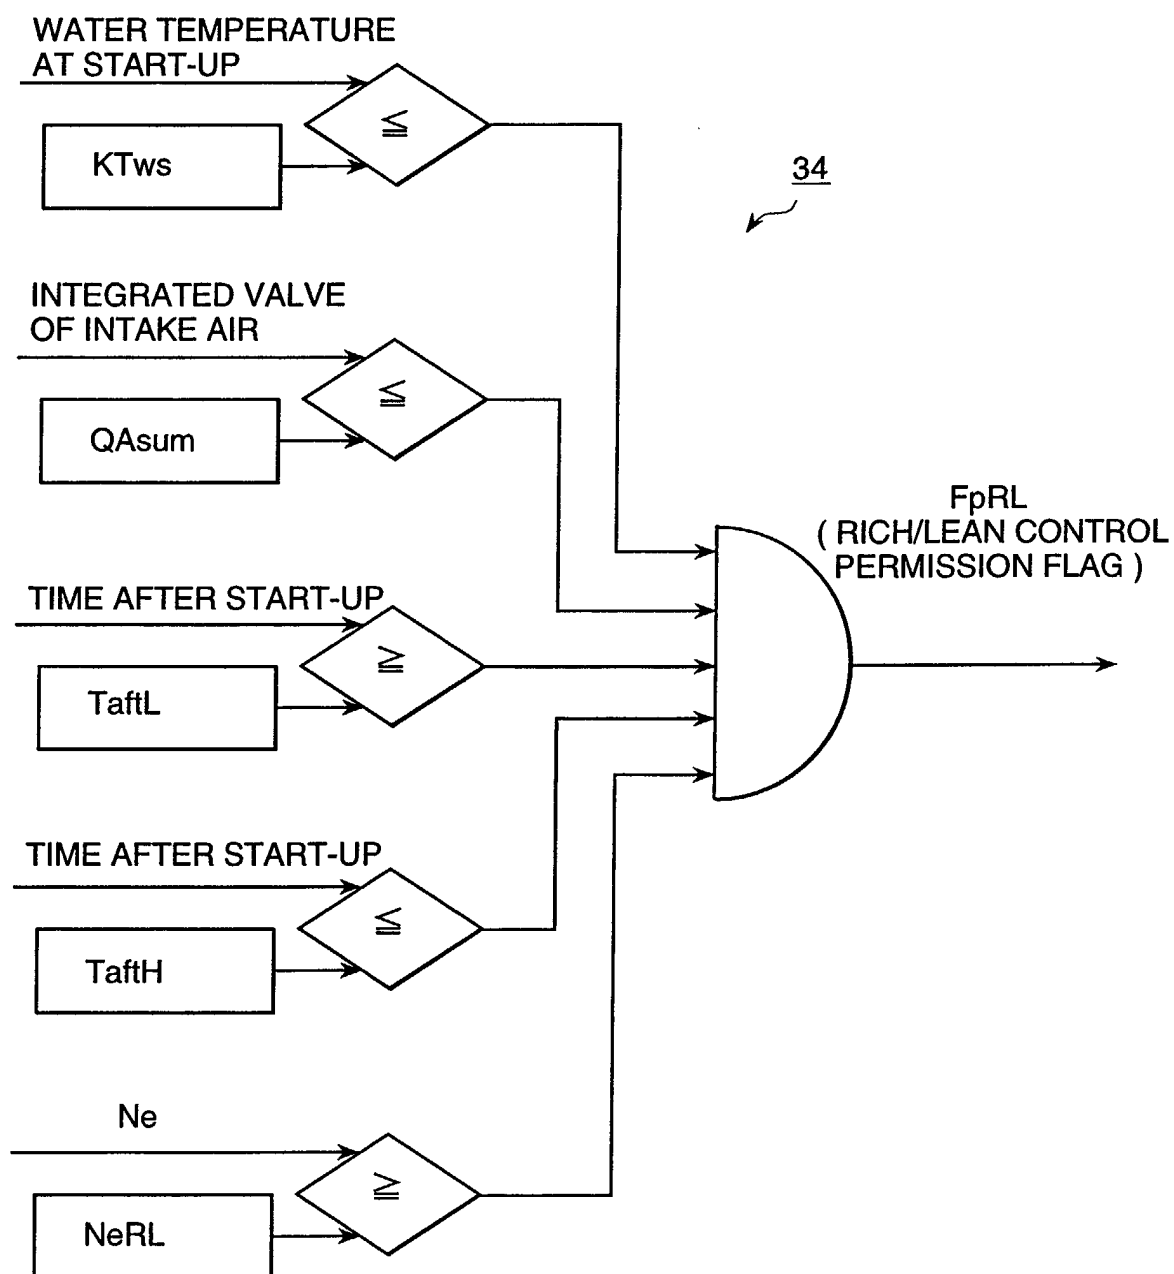 WATER TEMPERATURE
AT START-UP
≦
KTws
34
INTEGRATED VALVE
OF INTAKE AIR
≦
QAsum
FpRL
( RICH/LEAN CONTROL
PERMISSION FLAG )
TIME AFTER START-UP
≧
TaftL
TIME AFTER START-UP
≦
TaftH
Ne
≧
NeRL